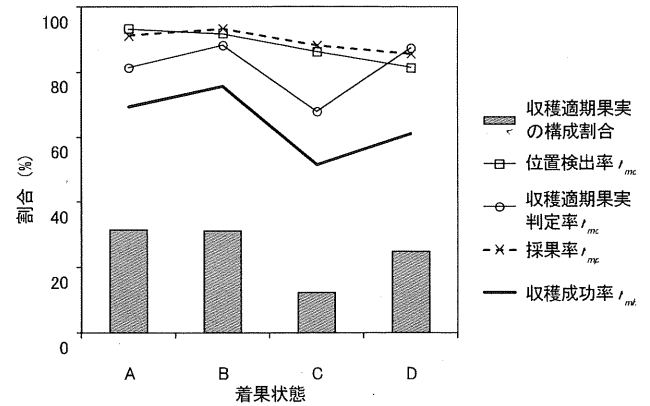 100
80
60
40
20
0
割合 (%)
A B C D
着果状態
収穫適期果実
の構成割合
位置検出率
収穫適期果実
判定率
採果率
収穫成功率